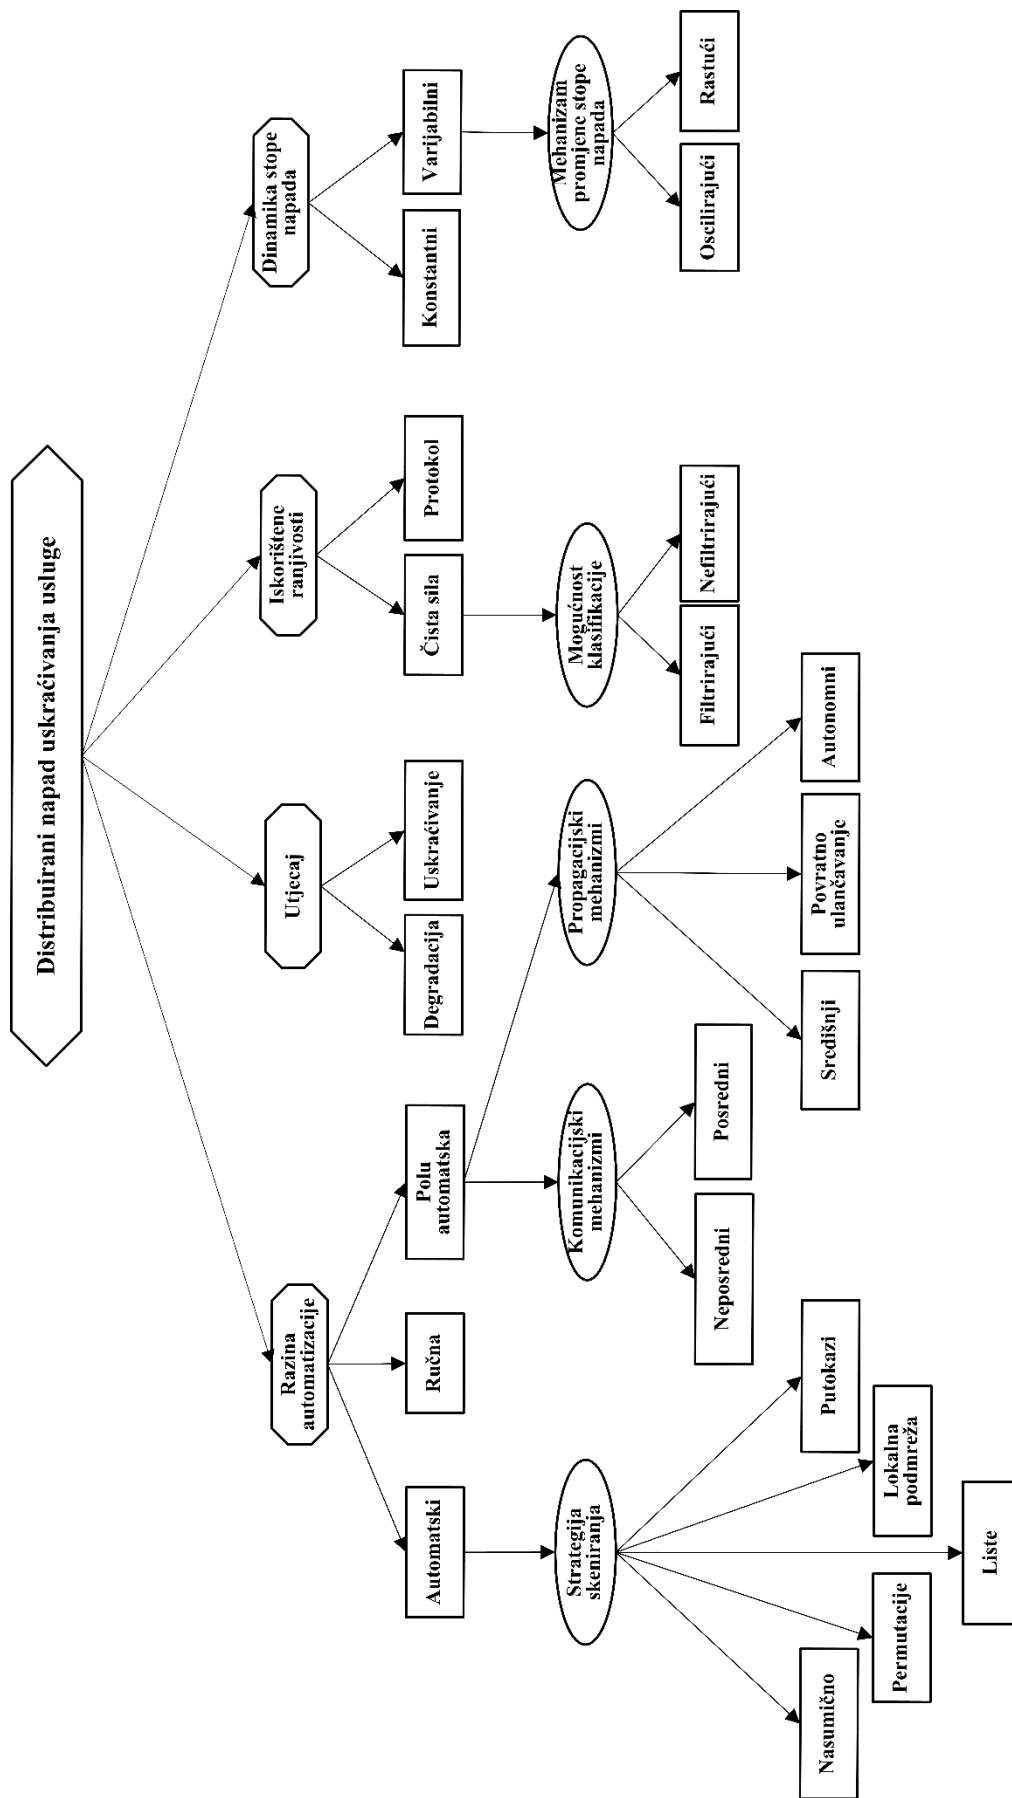 Distribuirani napad uskraćivanja usluge
Razina
automatizacije
Utjecaj
Iskorištene
ranjivosti
Dinamika stope
napada
Automatski
Ručna
Polu
automatska
Degradacija
Uskraćivanje
Čista sila
Protokol
Konstantni
Varijabilni
Strategija
skeniranja
Komunikacijski
mehanizmi
Propagacijski
mehanizmi
Mogućnost
klasifikacije
Mehanizam
promjene stope
napada
Neposredni
Posredni
Filtrirajući
Nefiltrirajući
Oscilirajući
Rastući
Nasumično
Putokazi
Središnji
Povratno
ulančavanje
Autonomni
Permutacije
Lokalna
podmreža
Liste